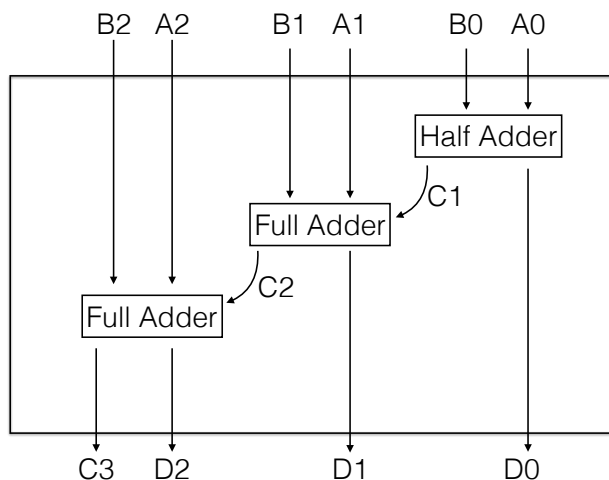 B2 A2 B1 A1 B0 A0
Half Adder
C1
Full Adder
C2
Full Adder
C3 D2 D1 D0